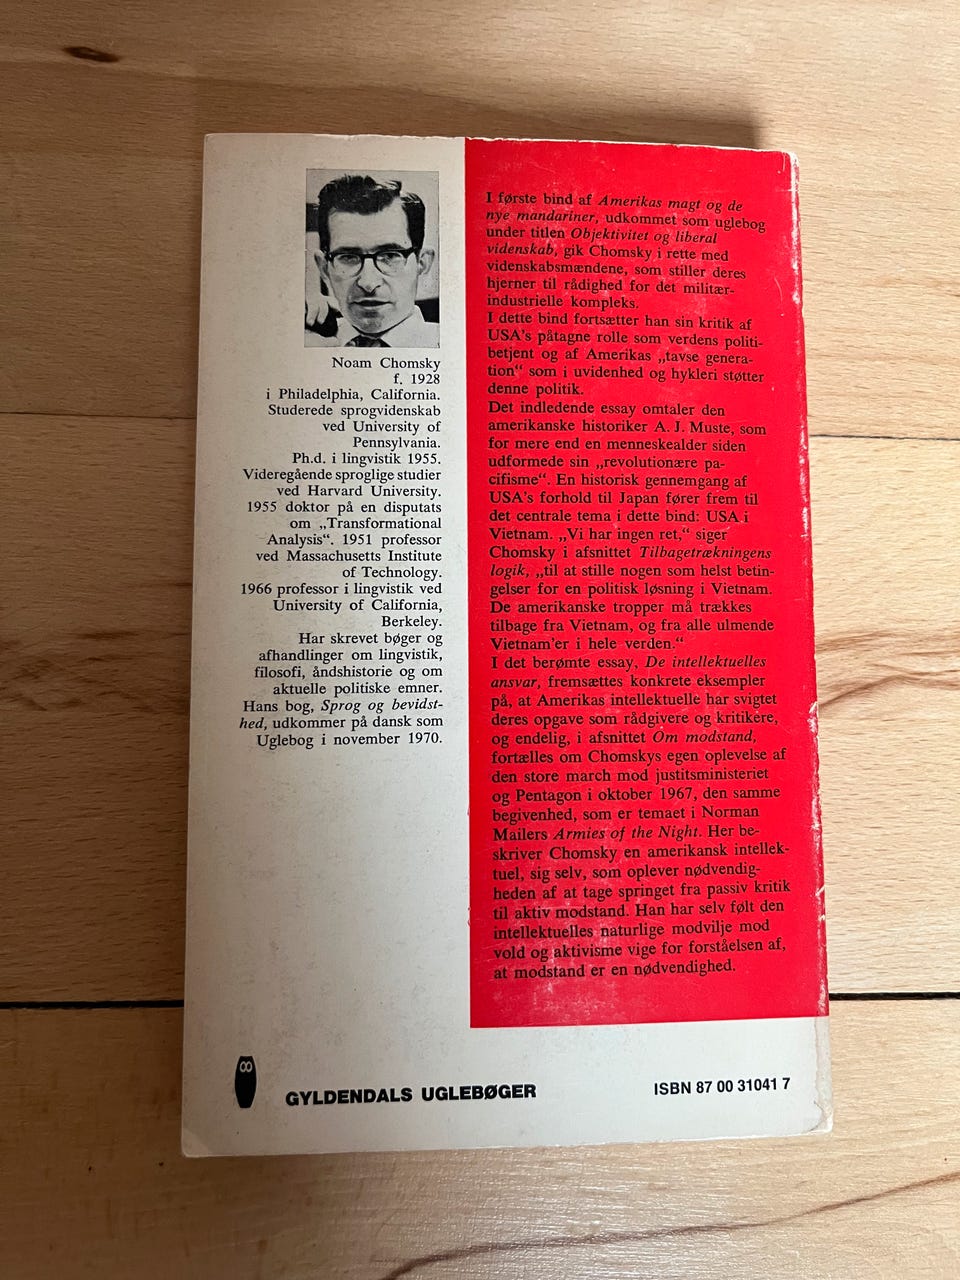 Noam Chomsky
f. 1928
i Philadelphia, California.
Studerede sprogvidenskab
ved University of
Pennsylvania.
Ph.d. i lingvistik 1955.
Videregående sproglige studier
ved Harvard University.
1955 doktor på en disputats
om „Transformational
Analysis“. 1951 professor
ved Massachusetts Institute
of Technology.
1966 professor i lingvistik ved
University of California,
Berkeley.
Har skrevet bøger og
afhandlinger om lingvistik,
filosofi, åndshistorie og om
aktuelle politiske emner.
Hans bog, Sprog og bevidst-
hed, udkommer på dansk som
Uglebog i november 1970.
I første bind af Amerikas magt og de
nye mandariner, udkommet som uglebog
under titlen Objektivitet og liberal
videnskab, gik Chomsky i rette med
videnskabsmændene, som stiller deres
hjerner til rådighed for det militær-
industrielle kompleks.
I dette bind fortsætter han sin kritik af
USA's påtagne rolle som verdens politi-
betjent og af Amerikas „tavse genera-
tion“ som i uvidenhed og hykleri støtter
denne politik.
Det indledende essay omtaler den
amerikanske historiker A. J. Muste, som
for mere end en menneskealder siden
udformede sin „revolutionære pa-
cifisme“. En historisk gennemgang af
USA's forhold til Japan fører frem til
det centrale tema i dette bind: USA i
Vietnam. „Vi har ingen ret,“ siger
Chomsky i afsnittet Tilbagetrækningens
logik, „til at stille nogen som helst betin-
gelser for en politisk løsning i Vietnam.
De amerikanske tropper må trækkes
tilbage fra Vietnam, og fra alle ulmende
Vietnam'er i hele verden.“
I det berømte essay, De intellektuelles
ansvar, fremsættes konkrete eksempler
på, at Amerikas intellektuelle har svigtet
deres opgave som rådgivere og kritikere,
og endelig, i afsnittet Om modstand,
fortælles om Chomskys egen oplevelse af
den store march mod justitsministeriet
og Pentagon i oktober 1967, den samme
begivenhed, som er temaet i Norman
Mailers Armies of the Night. Her be-
skriver Chomsky en amerikansk intellek-
tuel, sig selv, som oplever nødvendig-
heden af at tage springet fra passiv kritik
til aktiv modstand. Han har selv følt den
intellektuelles naturlige modvilje mod
vold og aktivisme vige for forståelsen af,
at modstand er en nødvendighed.
GYLDENDALS UGLEBØGER
ISBN 87 00 31041 7